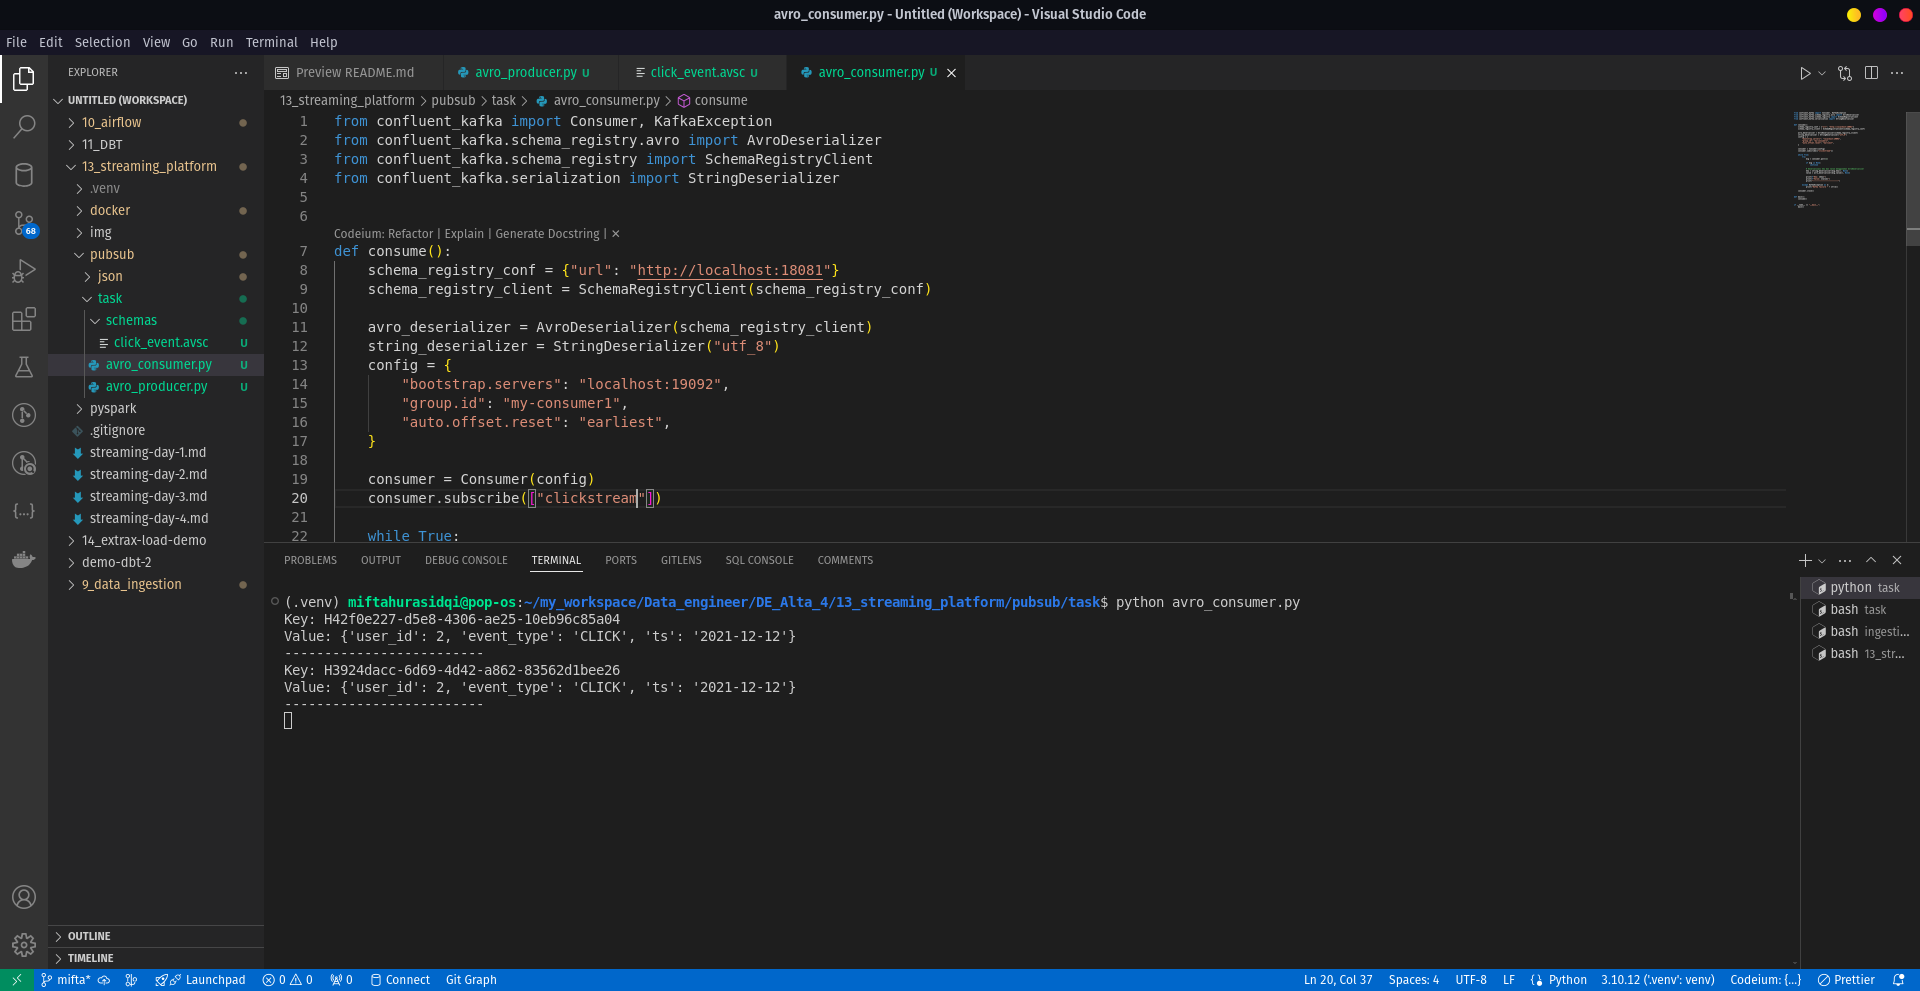 avro_consumer.py - Untitled (Workspace) - Visual Studio Code
File Edit Selection View Go Run Terminal Help
EXPLORER
UNTITLED (WORKSPACE)
10_airflow
11_DBT
13_streaming_platform
.venv
docker
img
pubsub
json
task
schemas
click_event.avsc U
avro_consumer.py U
avro_producer.py U
pyspark
.gitignore
streaming-day-1.md
streaming-day-2.md
streaming-day-3.md
streaming-day-4.md
14_extrax-load-demo
demo-dbt-2
9_data_ingestion
OUTLINE
TIMELINE
68
Preview README.md avro_producer.py U click_event.avsc U avro_consumer.py U
13_streaming_platform > pubsub > task > avro_consumer.py > consume
1 from confluent_kafka import Consumer, KafkaException
2 from confluent_kafka.schema_registry.avro import AvroDeserializer
3 from confluent_kafka.schema_registry import SchemaRegistryClient
4 from confluent_kafka.serialization import StringDeserializer
5
6
Codeium: Refactor | Explain | Generate Docstring | ×
7 def consume():
8 schema_registry_conf = {"url": "http://localhost:18081"}
9 schema_registry_client = SchemaRegistryClient(schema_registry_conf)
10
11 avro_deserializer = AvroDeserializer(schema_registry_client)
12 string_deserializer = StringDeserializer("utf_8")
13 config = {
14 "bootstrap.servers": "localhost:19092",
15 "group.id": "my-consumer1",
16 "auto.offset.reset": "earliest",
17 }
18
19 consumer = Consumer(config)
20 consumer.subscribe(["clickstream"])
21
22 while True:
PROBLEMS OUTPUT DEBUG CONSOLE TERMINAL PORTS GITLENS SQL CONSOLE COMMENTS
(.venv) miftahurasidqi@pop-os:~/my_workspace/Data_engineer/DE_Alta_4/13_streaming_platform/pubsub/task$ python avro_consumer.py
Key: H42f0e227-d5e8-4306-ae25-10eb96c85a04
Value: {'user_id': 2, 'event_type': 'CLICK', 'ts': '2021-12-12'}
-------------------------
Key: H3924dacc-6d69-4d42-a862-83562d1bee26
Value: {'user_id': 2, 'event_type': 'CLICK', 'ts': '2021-12-12'}
-------------------------
python task
bash task
bash ingesti...
bash 13_str...
mifta* Launchpad 0 0 0 Connect Git Graph Ln 20, Col 37 Spaces: 4 UTF-8 LF Python 3.10.12 ('.venv': venv) Codeium: {...} Prettier